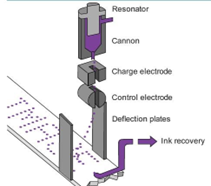 Resonator
Cannon
Charge electrode
Control electrode
Deflection plates
Ink recovery